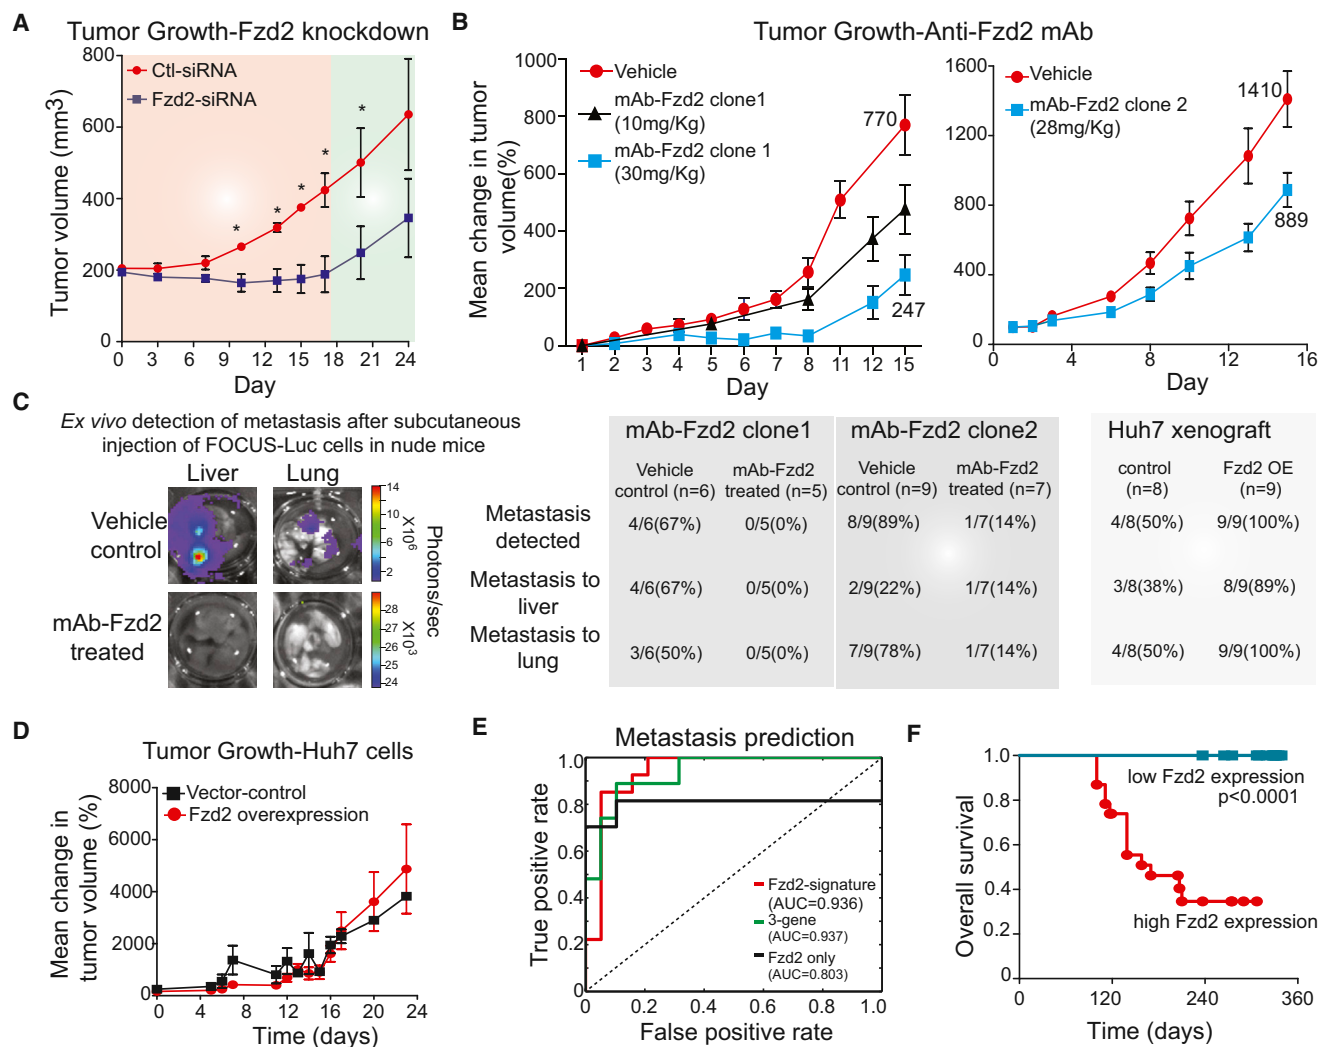 A
Tumor Growth-Fzd2 knockdown
Tumor volume (mm3)
800
600
400
200
0
Ctl-siRNA
Fzd2-siRNA
* * * * *
0 3 6 9 12 15 18 21 24
Day
B
Tumor Growth-Anti-Fzd2 mAb
Mean change in tumor
volume(%)
1000
800
600
400
200
0
Vehicle
mAb-Fzd2 clone1
(10mg/Kg)
mAb-Fzd2 clone 1
(30mg/Kg)
770
247
1 2 3 4 5 6 7 8 11 12 15
Day
1600
1200
800
400
0
Vehicle
mAb-Fzd2 clone 2
(28mg/Kg)
1410
889
0 4 8 12 16
Day
C
Ex vivo detection of metastasis after subcutaneous
injection of FOCUS-Luc cells in nude mice
Liver Lung
Vehicle
control
mAb-Fzd2
treated
14
10
6
2
X106
28
27
26
25
24
X103
Photons/sec
mAb-Fzd2 clone1 mAb-Fzd2 clone2 Huh7 xenograft
Vehicle mAb-Fzd2 Vehicle mAb-Fzd2 control Fzd2 OE
control (n=6) treated (n=5) control (n=9) treated (n=7) (n=8) (n=9)
Metastasis
detected
4/6(67%) 0/5(0%) 8/9(89%) 1/7(14%) 4/8(50%) 9/9(100%)
Metastasis to
liver
4/6(67%) 0/5(0%) 2/9(22%) 1/7(14%) 3/8(38%) 8/9(89%)
Metastasis to
lung
3/6(50%) 0/5(0%) 7/9(78%) 1/7(14%) 4/8(50%) 9/9(100%)
D
Tumor Growth-Huh7 cells
Mean change in
tumor volume (%)
8000
6000
4000
2000
0
Vector-control
Fzd2 overexpression
0 4 8 12 16 20 24
Time (days)
E
Metastasis prediction
True positive rate
1.0
0.8
0.6
0.4
0.2
0
Fzd2-signature
(AUC=0.936)
3-gene
(AUC=0.937)
Fzd2 only
(AUC=0.803)
0 0.2 0.4 0.6 0.8 1.0
False positive rate
F
Overall survival
1.0
0.8
0.6
0.4
0.2
0
low Fzd2 expression
p<0.0001
high Fzd2 expression
0 120 240 360
Time (days)